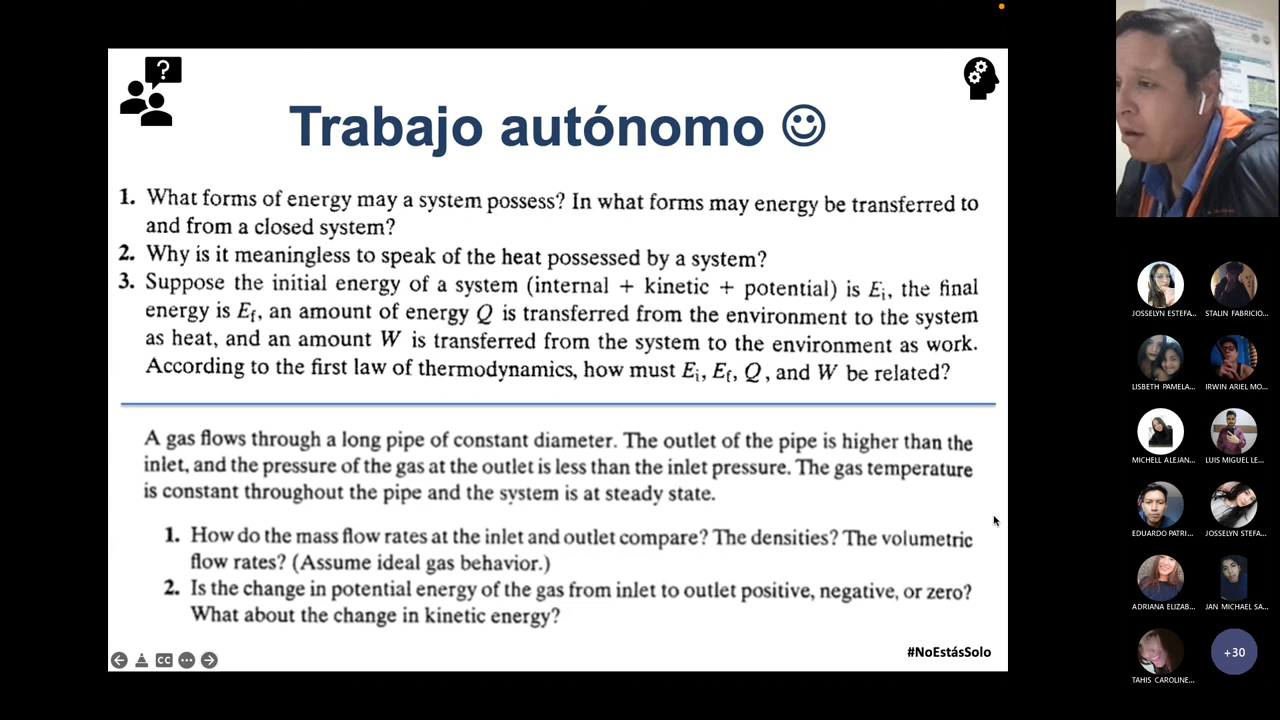 ?
Trabajo autónomo ☺
1. What forms of energy may a system possess? In what forms may energy be transferred to
and from a closed system?
2. Why is it meaningless to speak of the heat possessed by a system?
3. Suppose the initial energy of a system (internal + kinetic + potential) is Ei, the final
energy is Ef, an amount of energy Q is transferred from the environment to the system
as heat, and an amount W is transferred from the system to the environment as work.
According to the first law of thermodynamics, how must Ei, Ef, Q, and W be related?
A gas flows through a long pipe of constant diameter. The outlet of the pipe is higher than the
inlet, and the pressure of the gas at the outlet is less than the inlet pressure. The gas temperature
is constant throughout the pipe and the system is at steady state.
1. How do the mass flow rates at the inlet and outlet compare? The densities? The volumetric
flow rates? (Assume ideal gas behavior.)
2. Is the change in potential energy of the gas from inlet to outlet positive, negative, or zero?
What about the change in kinetic energy?
#NoEstásSolo
CC
JOSSELYN ESTEFA...
STALIN FABRICIO...
LISBETH PAMELA...
IRWIN ARIEL MO...
MICHELL ALEJAN...
LUIS MIGUEL LE...
EDUARDO PATRI...
JOSSELYN STEFA...
ADRIANA ELIZAB...
JAN MICHAEL SA...
TAHIS CAROLINE...
+30